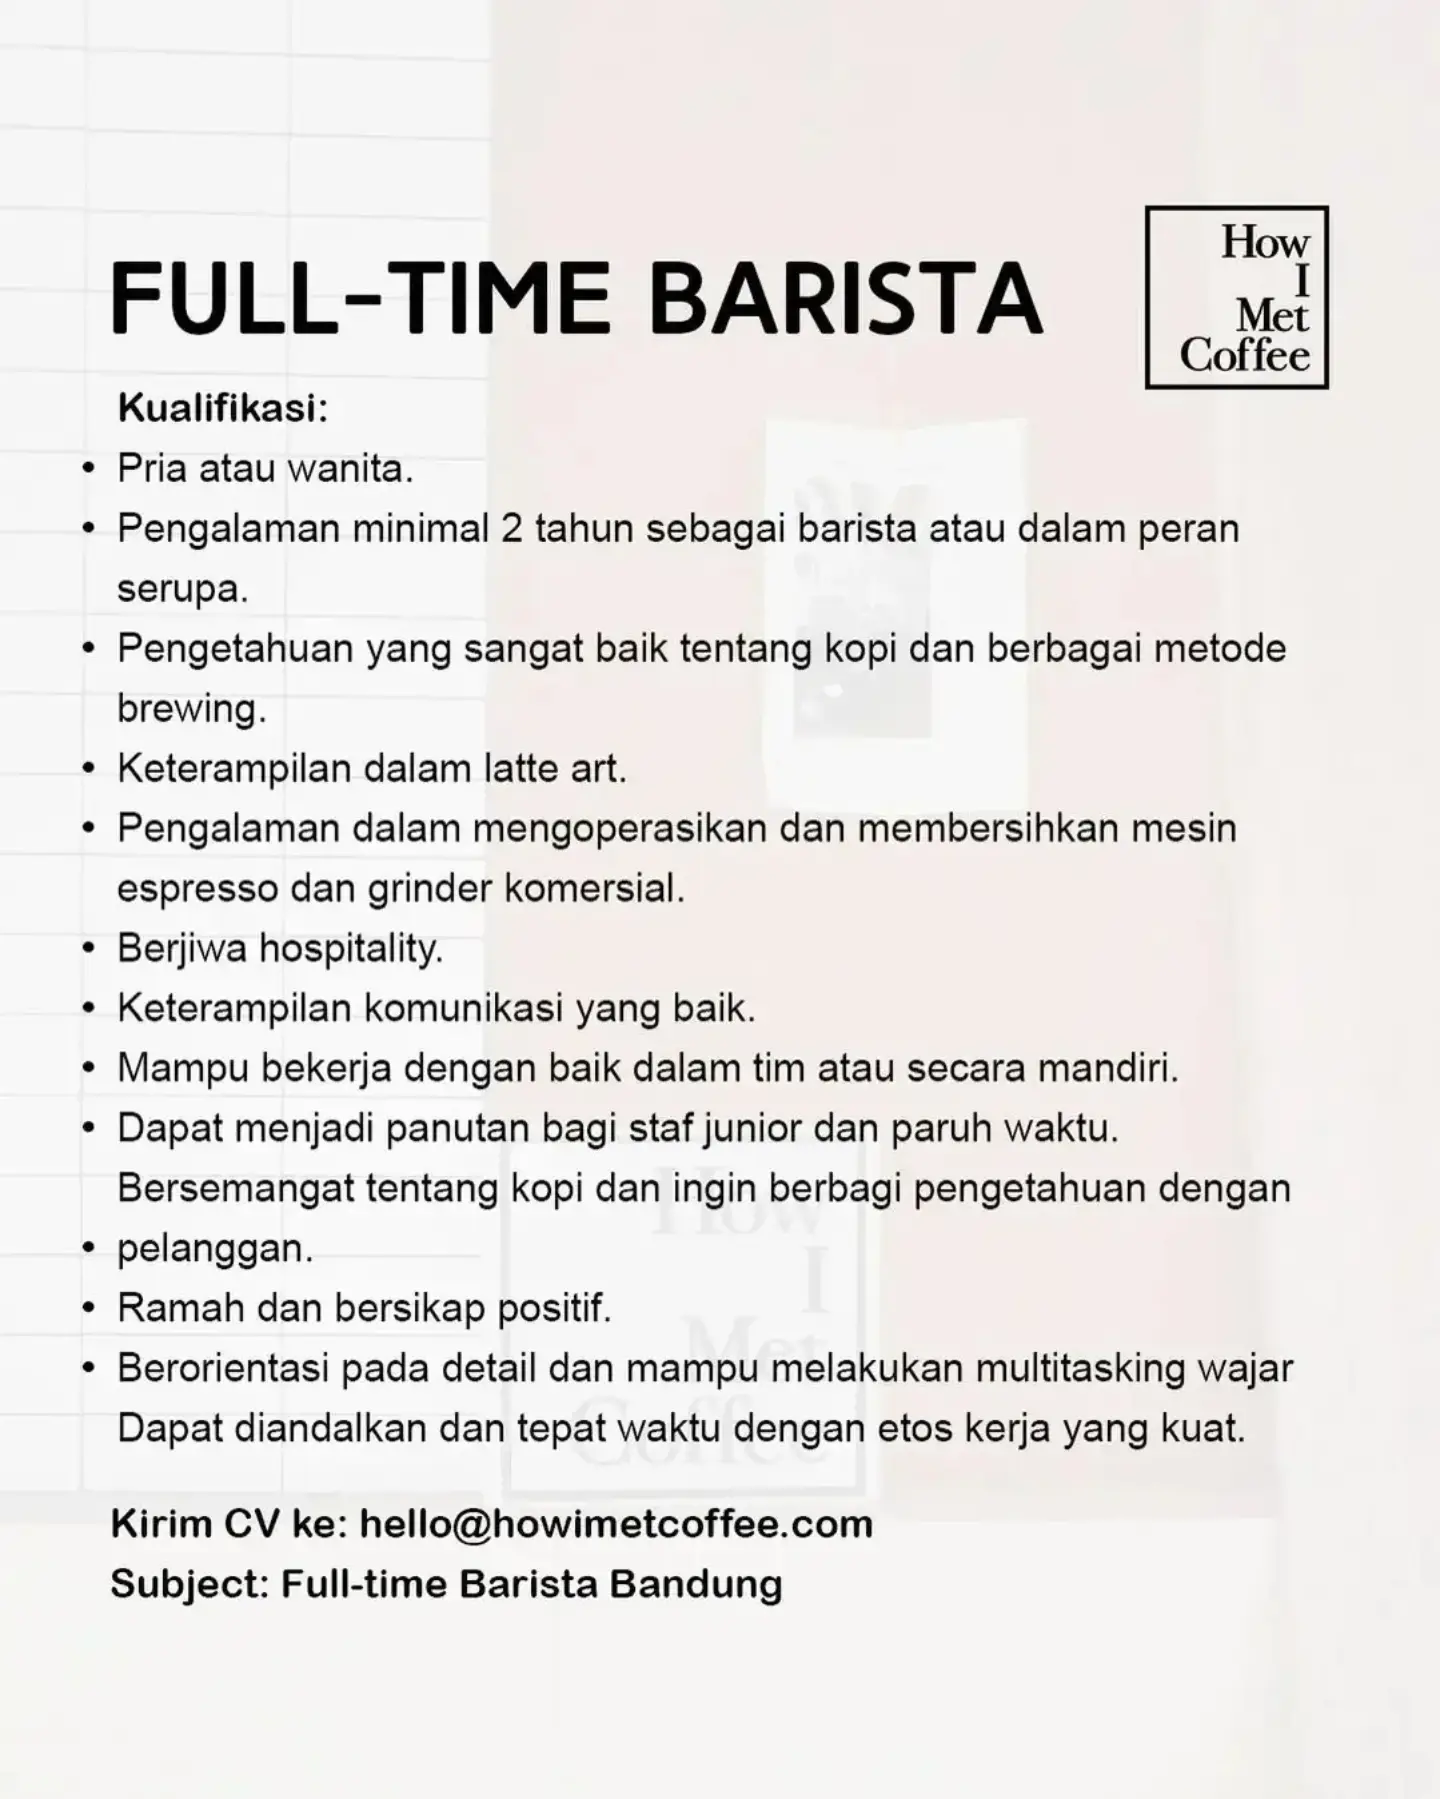 FULL-TIME BARISTA
How
I
Met
Coffee
Kualifikasi:
• Pria atau wanita.
• Pengalaman minimal 2 tahun sebagai barista atau dalam peran
serupa.
• Pengetahuan yang sangat baik tentang kopi dan berbagai metode
brewing.
• Keterampilan dalam latte art.
• Pengalaman dalam mengoperasikan dan membersihkan mesin
espresso dan grinder komersial.
• Berjiwa hospitality.
• Keterampilan komunikasi yang baik.
• Mampu bekerja dengan baik dalam tim atau secara mandiri.
• Dapat menjadi panutan bagi staf junior dan paruh waktu.
Bersemangat tentang kopi dan ingin berbagi pengetahuan dengan
• pelanggan.
• Ramah dan bersikap positif.
• Berorientasi pada detail dan mampu melakukan multitasking wajar
Dapat diandalkan dan tepat waktu dengan etos kerja yang kuat.
How
I
Met
Coffee
Kirim CV ke: hello@howimetcoffee.com
Subject: Full-time Barista Bandung